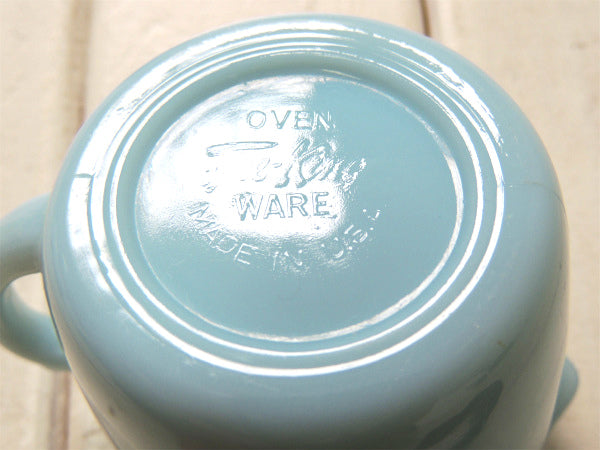 OVEN
Fire-King
WARE
MADE IN U.S.A.